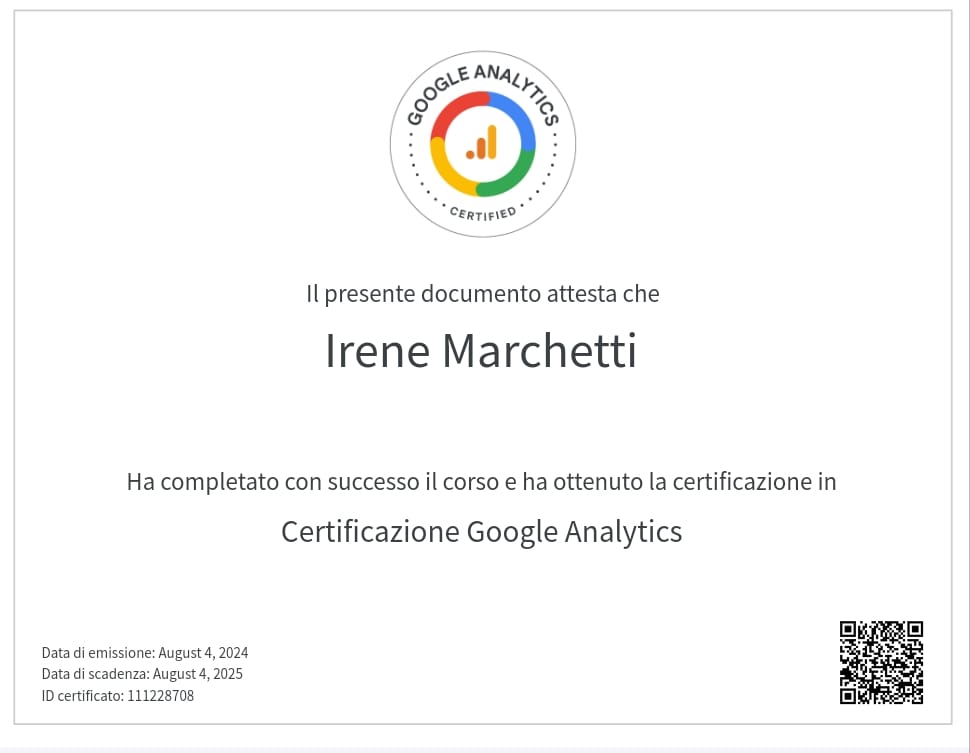 GOOGLE ANALYTICS
CERTIFIED
Il presente documento attesta che
Irene Marchetti
Ha completato con successo il corso e ha ottenuto la certificazione in
Certificazione Google Analytics
Data di emissione: August 4, 2024
Data di scadenza: August 4, 2025
ID certificato: 111228708